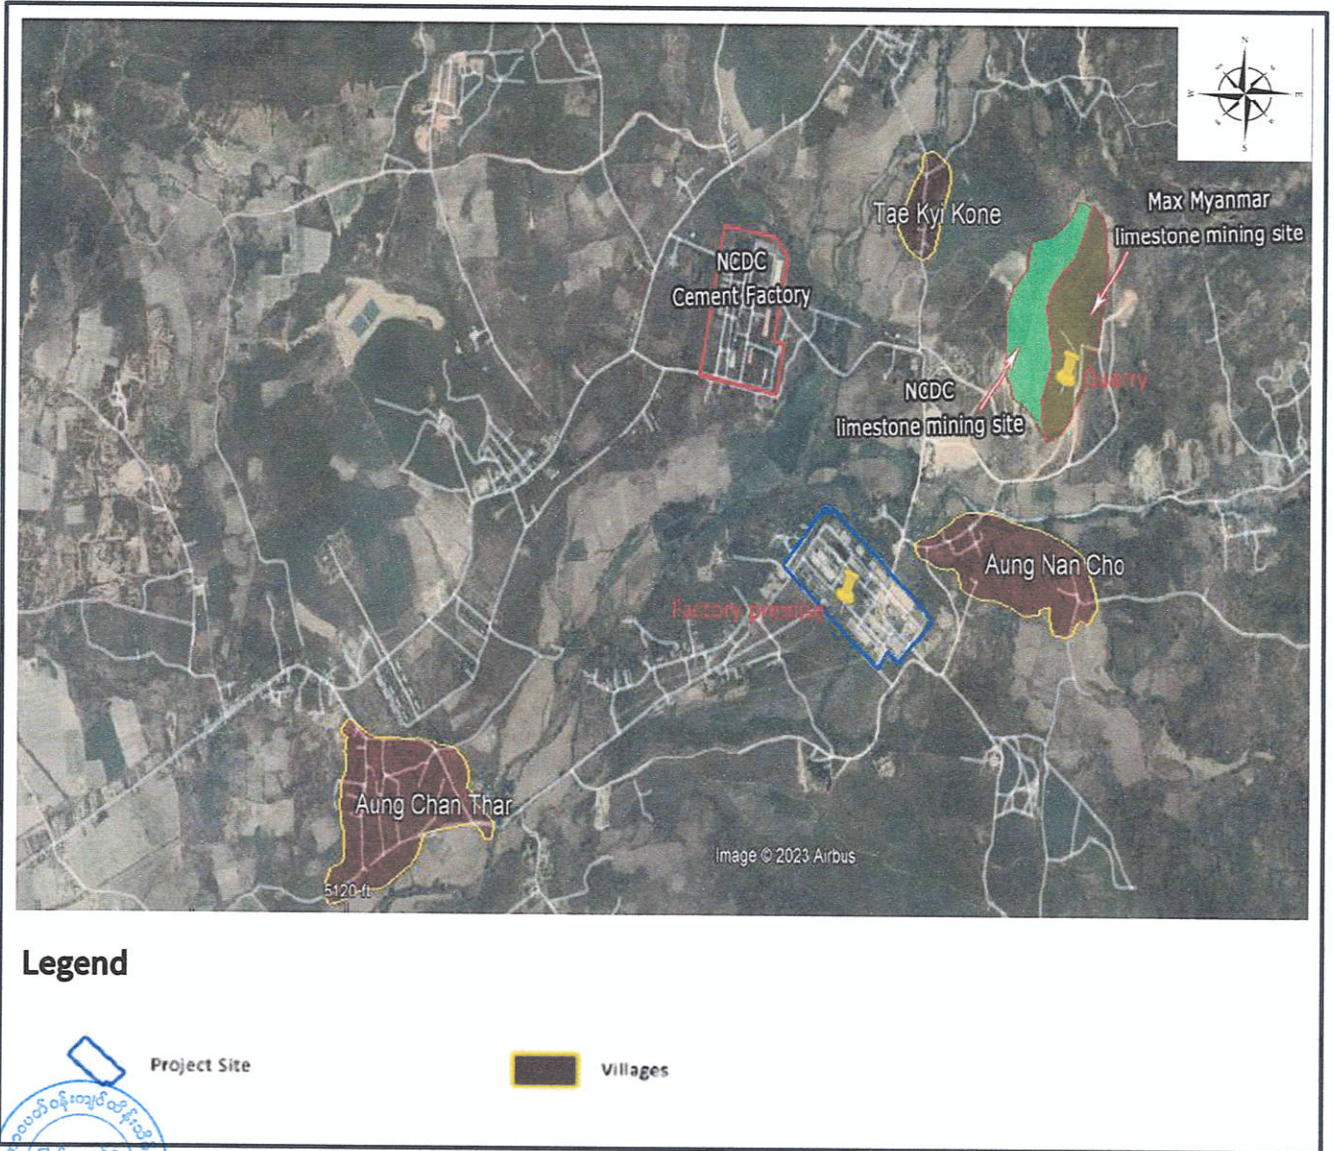 N
W
E
S
Max Myanmar
limestone mining site
Tae Kyi Kone
NCDC
Cement Factory
Quarry
NCDC
limestone mining site
Aung Nan Cho
Factory premise
Aung Chan Thar
Image © 2023 Airbus
5120 ft
Legend
Project Site
Villages